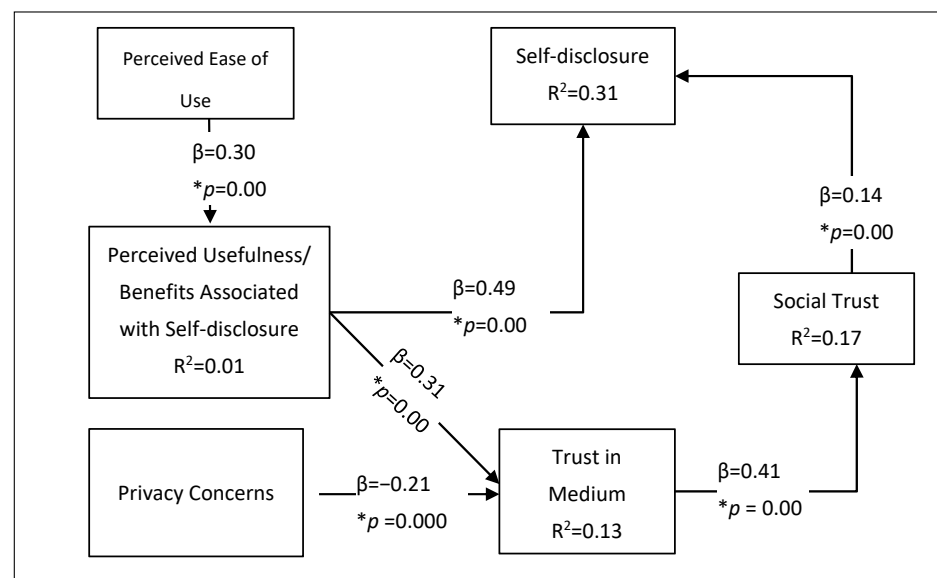 Perceived Ease of
Use
β=0.30
*p=0.00
Perceived Usefulness/
Benefits Associated
with Self-disclosure
R²=0.01
Privacy Concerns
β=−0.21
*p =0.000
β=0.31
*p=0.00
β=0.49
*p=0.00
Self-disclosure
R²=0.31
Trust in
Medium
R²=0.13
β=0.41
*p = 0.00
Social Trust
R²=0.17
β=0.14
*p=0.00